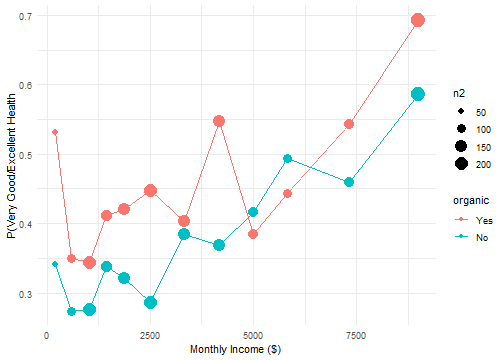 0.7
0.6
0.5
0.4
0.3
P(Very Good/Excellent Health
0
2500
5000
7500
Monthly Income ($)
n2
50
100
150
200
organic
Yes
No